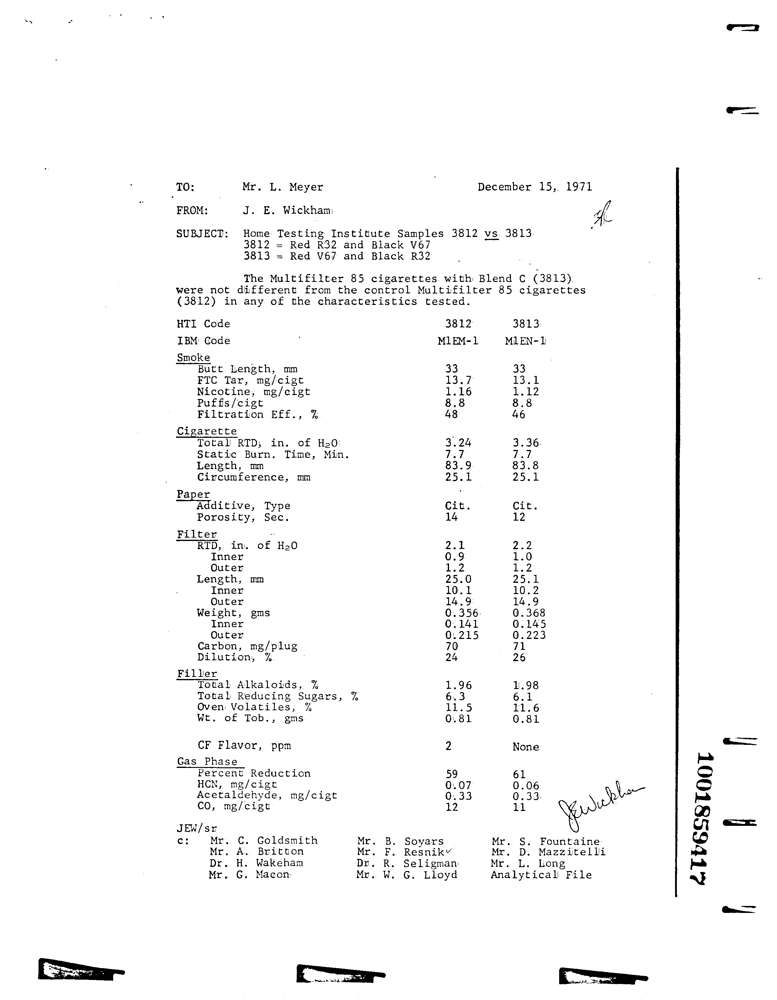 TO: Mr. L. Meyer December 15, 1971
FROM: J. E. Wickham
SUBJECT: Home Testing Institute Samples 3812 vs 3813
3812 = Red R32 and Black V67
3813 = Red V67 and Black R32
The Multifilter 85 cigarettes with Blend C (3813)
were not different from the control Multifilter 85 cigarettes
(3812) in any of the characteristics tested.
HTI Code 3812 3813
IBM Code M1EM-1 M1EN-1
Smoke
Butt Length, mm 33 33
FTC Tar, mg/cigt 13.7 13.1
Nicotine, mg/cigt 1.16 1.12
Puffs/cigt 8.8 8.8
Filtration Eff., % 48 46
Cigarette
Total RTD, in. of H₂O 3.24 3.36
Static Burn. Time, Min. 7.7 7.7
Length, mm 83.9 83.8
Circumference, mm 25.1 25.1
Paper
Additive, Type Cit. Cit.
Porosity, Sec. 14 12
Filter
RTD, in. of H₂O 2.1 2.2
Inner 0.9 1.0
Outer 1.2 1.2
Length, mm 25.0 25.1
Inner 10.1 10.2
Outer 14.9 14.9
Weight, gms 0.356 0.368
Inner 0.141 0.145
Outer 0.215 0.223
Carbon, mg/plug 70 71
Dilution, % 24 26
Filler
Total Alkaloids, % 1.96 1.98
Total Reducing Sugars, % 6.3 6.1
Oven Volatiles, % 11.5 11.6
Wt. of Tob., gms 0.81 0.81
CF Flavor, ppm 2 None
Gas Phase
Percent Reduction 59 61
HCN, mg/cigt 0.07 0.06
Acetaldehyde, mg/cigt 0.33 0.33
CO, mg/cigt 12 11
JEWickham
JEW/sr
c: Mr. C. Goldsmith Mr. B. Soyars Mr. S. Fountaine
Mr. A. Britton Mr. F. Resnik Mr. D. Mazzitelli
Dr. H. Wakeham Dr. R. Seligman Mr. L. Long
Mr. G. Macon Mr. W. G. Lloyd Analytical File
1001859417